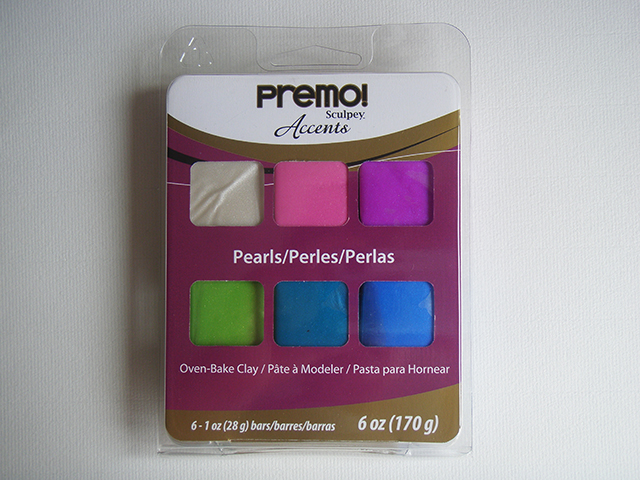 Premo!
Sculpey
Accents
Pearls/Perles/Perlas
Oven-Bake Clay / Pâte à Modeler / Pasta para Hornear
6 - 1 oz (28 g) bars/barres/barras 6 oz (170 g)